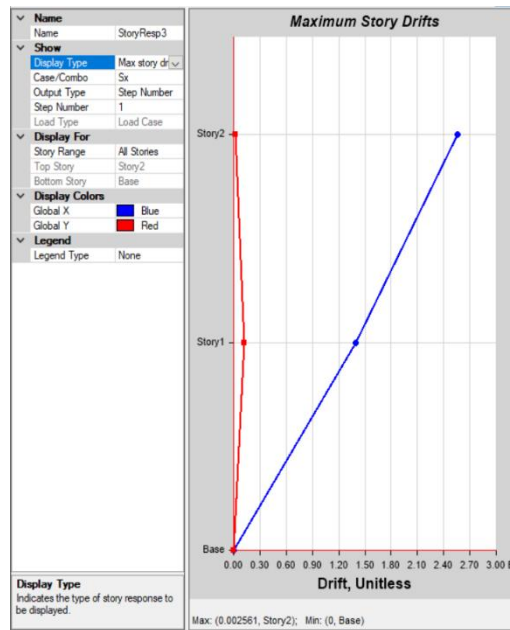 Name
Name StoryResp3
Show
Display Type Max story dr
Case/Combo Sx
Output Type Step Number
Step Number 1
Load Type Load Case
Display For
Story Range All Stories
Top Story Story2
Bottom Story Base
Display Colors
Global X Blue
Global Y Red
Legend
Legend Type None
Display Type
Indicates the type of story response to
be displayed.
Maximum Story Drifts
Story2
Story1
Base
0.00 0.30 0.60 0.90 1.20 1.50 1.80 2.10 2.40 2.70 3.00 E
Drift, Unitless
Max: (0.002561, Story2); Min: (0, Base)